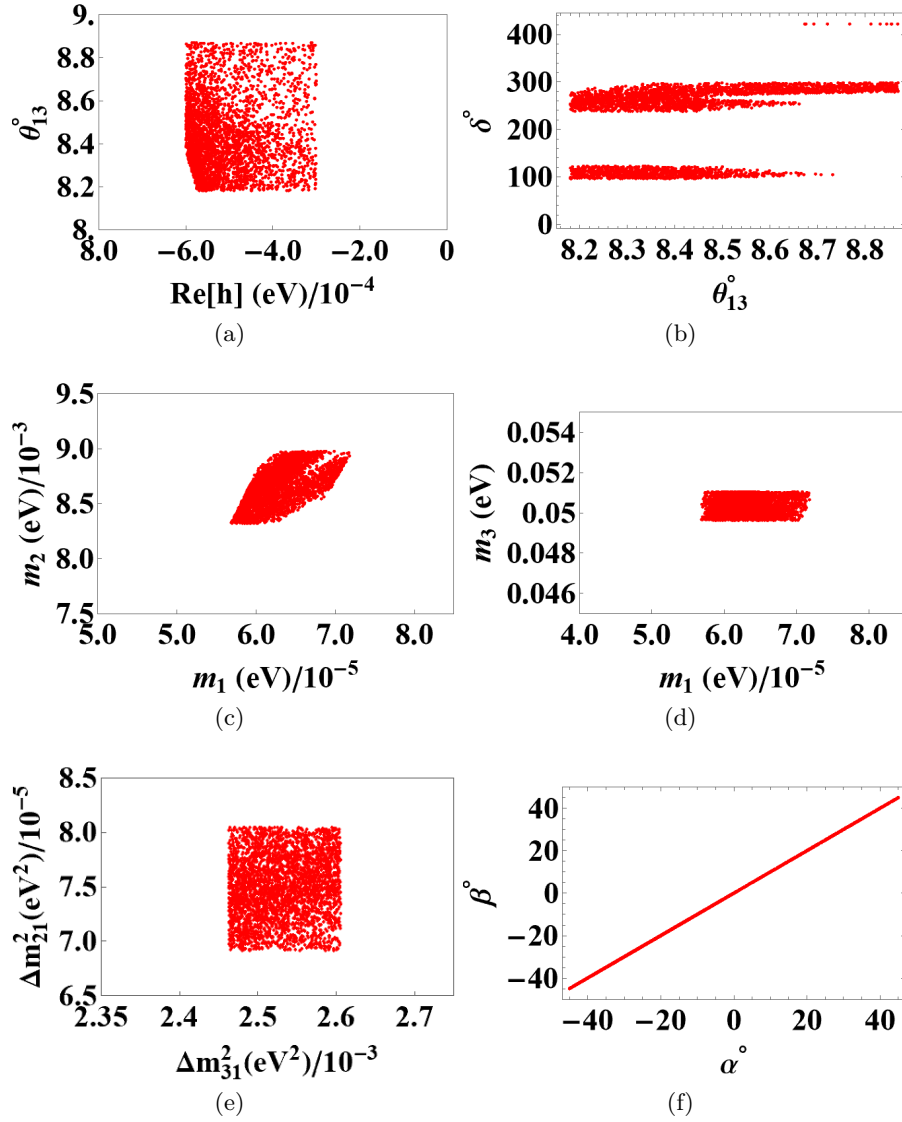 9.
8.8
8.6
8.4
8.2
8.
θ°₁₃
8.0 −6.0 −4.0 −2.0 0
Re[h] (eV)/10⁻⁴
(a)
400
300
200
100
0
δ°
8.2 8.3 8.4 8.5 8.6 8.7 8.8
θ°₁₃
(b)
9.5
9.0
8.5
8.0
7.5
m₂ (eV)/10⁻³
5.0 6.0 7.0 8.0
m₁ (eV)/10⁻⁵
(c)
0.054
0.052
0.05
0.048
0.046
m₃ (eV)
4.0 5.0 6.0 7.0 8.0
m₁ (eV)/10⁻⁵
(d)
8.5
8.0
7.5
7.0
6.5
Δm²₂₁(eV²)/10⁻⁵
2.35 2.4 2.5 2.6 2.7
Δm²₃₁(eV²)/10⁻³
(e)
40
20
0
−20
−40
β°
−40 −20 0 20 40
α°
(f)